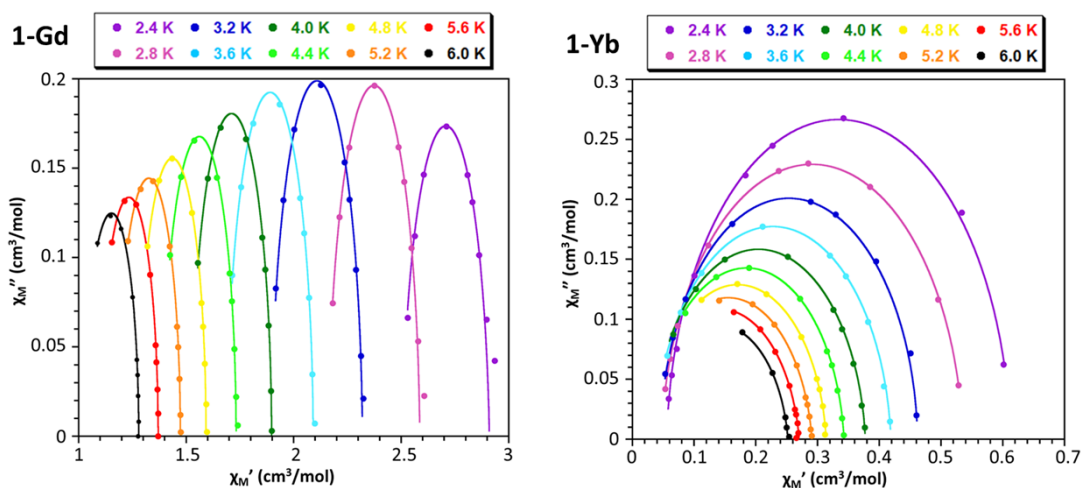 1-Gd
2.4 K 3.2 K 4.0 K 4.8 K 5.6 K
2.8 K 3.6 K 4.4 K 5.2 K 6.0 K
0.2
0.15
0.1
0.05
0
1 1.5 2 2.5 3
χM″ (cm³/mol)
χM′ (cm³/mol)
1-Yb
2.4 K 3.2 K 4.0 K 4.8 K 5.6 K
2.8 K 3.6 K 4.4 K 5.2 K 6.0 K
0.3
0.25
0.2
0.15
0.1
0.05
0
0 0.1 0.2 0.3 0.4 0.5 0.6 0.7
χM″ (cm³/mol)
χM′ (cm³/mol)